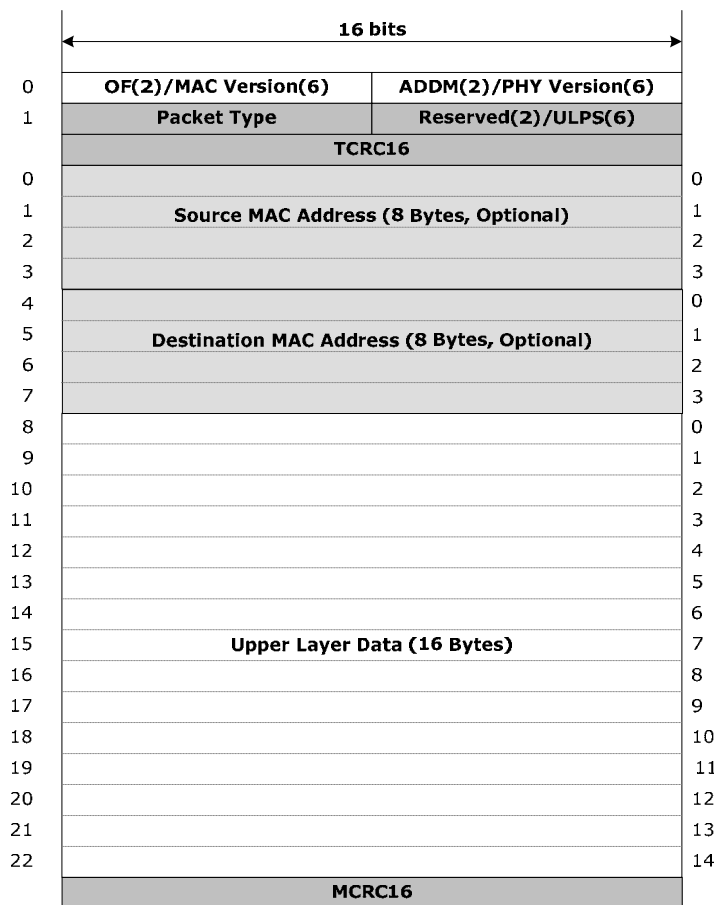 16 bits
0 OF(2)/MAC Version(6) ADDM(2)/PHY Version(6)
1 Packet Type Reserved(2)/ULPS(6)
TCRC16
0 0
1 Source MAC Address (8 Bytes, Optional) 1
2 2
3 3
4 0
5 Destination MAC Address (8 Bytes, Optional) 1
6 2
7 3
8 0
9 1
10 2
11 3
12 4
13 5
14 6
15 Upper Layer Data (16 Bytes) 7
16 8
17 9
18 10
19 11
20 12
21 13
22 14
MCRC16